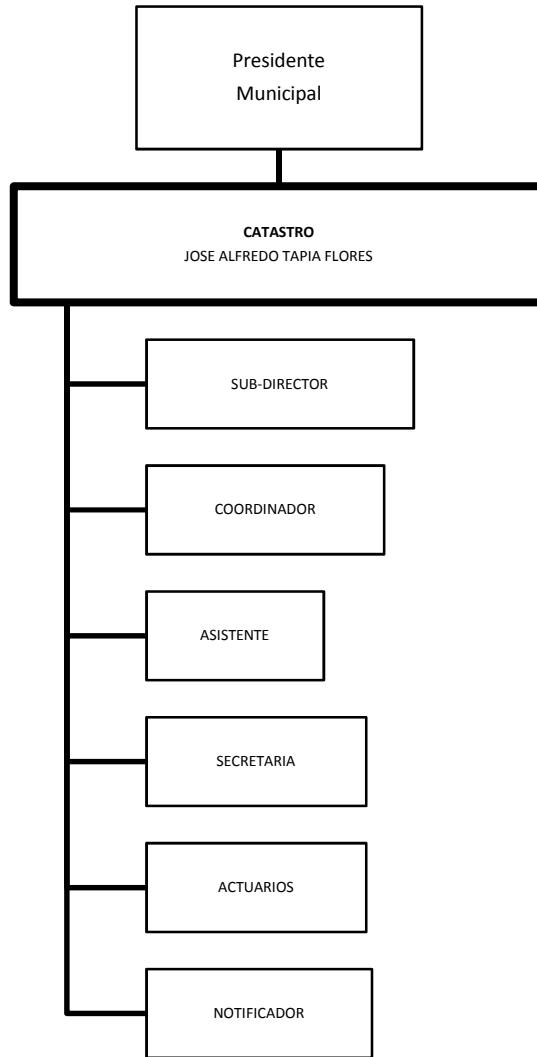 Presidente
Municipal
CATASTRO
JOSE ALFREDO TAPIA FLORES
SUB-DIRECTOR
COORDINADOR
ASISTENTE
SECRETARIA
ACTUARIOS
NOTIFICADOR